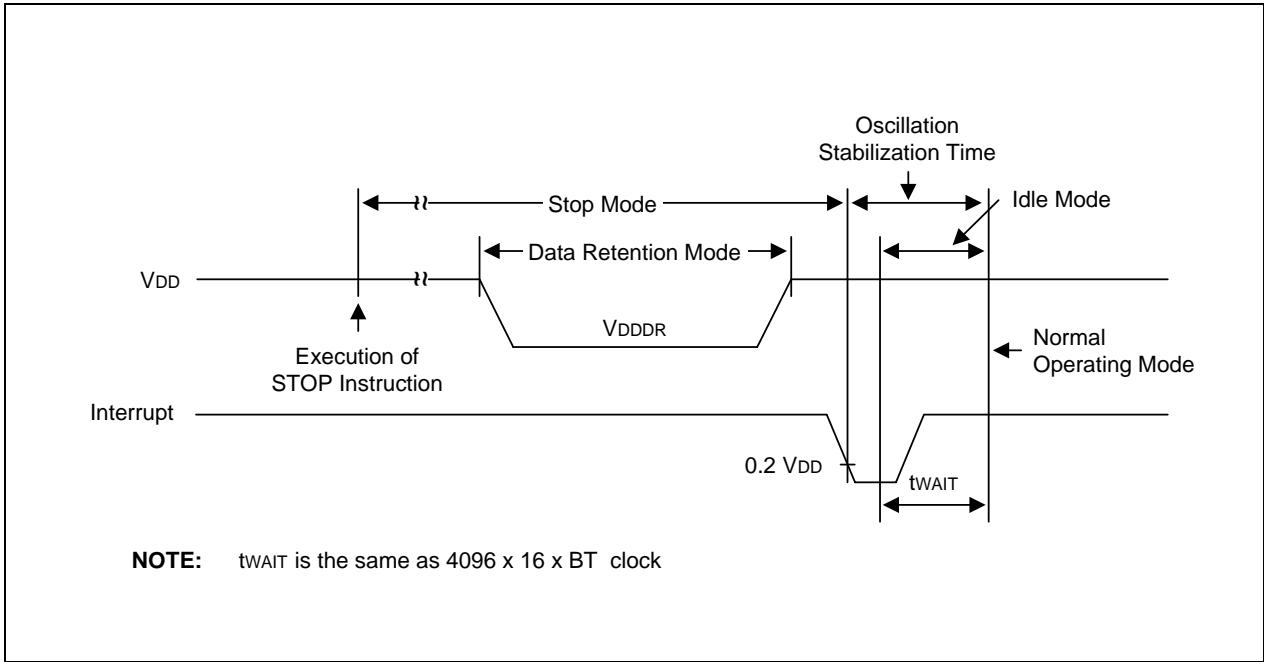 Oscillation
Stabilization Time
Stop Mode
Idle Mode
Data Retention Mode
VDD
VDDDR
Execution of
STOP Instruction
Normal
Operating Mode
Interrupt
0.2 VDD
tWAIT
NOTE: tWAIT is the same as 4096 x 16 x BT clock